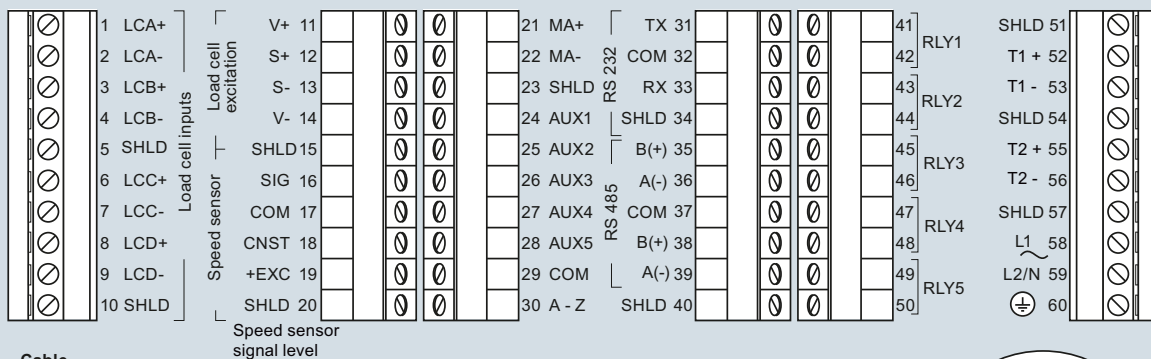 1 LCA+
2 LCA-
3 LCB+
4 LCB-
5 SHLD
6 LCC+
7 LCC-
8 LCD+
9 LCD-
10 SHLD
Load cell inputs
Load cell
excitation
Speed sensor
V+ 11
S+ 12
S- 13
V- 14
SHLD 15
SIG 16
COM 17
CNST 18
+EXC 19
SHLD 20
Speed sensor
signal level
21 MA+
22 MA-
23 SHLD
24 AUX1
25 AUX2
26 AUX3
27 AUX4
28 AUX5
29 COM
30 A - Z
RS 232
RS 485
TX 31
COM 32
RX 33
SHLD 34
B(+) 35
A(-) 36
COM 37
B(+) 38
A(-) 39
SHLD 40
41
42
RLY1
43
44
RLY2
45
46
RLY3
47
48
RLY4
49
50
RLY5
SHLD 51
T1 + 52
T1 - 53
SHLD 54
T2 + 55
T2 - 56
SHLD 57
L1 58
L2/N 59
60
Cable